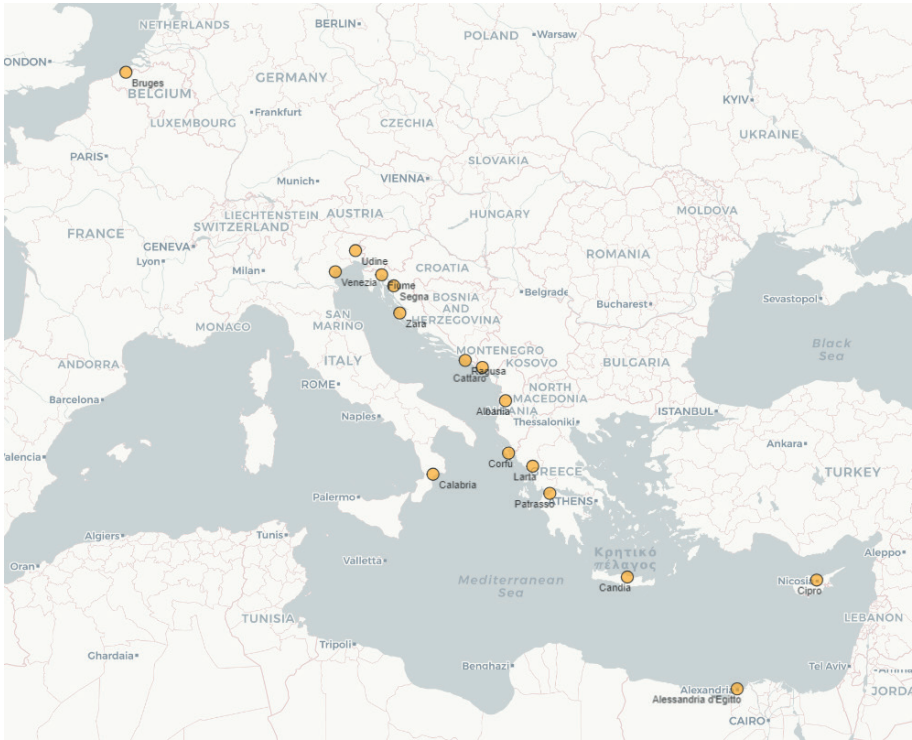 NETHERLANDS
BERLIN
POLAND
Warsaw
ONDON
Bruges
BELGIUM
GERMANY
KYIV
LUXEMBOURG
Frankfurt
CZECHIA
UKRAINE
PARIS
SLOVAKIA
Munich
VIENNA
LIECHTENSTEIN
AUSTRIA
HUNGARY
MOLDOVA
SWITZERLAND
FRANCE
GENEVA
Lyon
Milan
Udine
Venezia
Fiume
Segna
CROATIA
ROMANIA
BOSNIA
AND
HERZEGOVINA
Belgrade
Bucharest
Sevastopol
Zara
SAN
MARINO
MONACO
Black
Sea
ANDORRA
ITALY
MONTENEGRO
KOSOVO
BULGARIA
Ragusa
Cattaro
ROME
NORTH
MACEDONIA
Barcelona
Albania
ANIA
Naples
Thessaloniki
ISTANBUL
Ankara
Valencia
Corfù
Larta
REECE
TURKEY
Calabria
Palermo
Patrasso
ATHENS
Algiers
Tunis
Aleppo
Κρητικό
πέλαγος
Oran
Valletta
Mediterranean
Sea
Candia
Nicosia
Cipro
TUNISIA
LEBANON
Tripoli
Ghardaia
Benghazi
Tel Aviv
Alexandria
Alessandria d'Egitto
JORDA
CAIRO